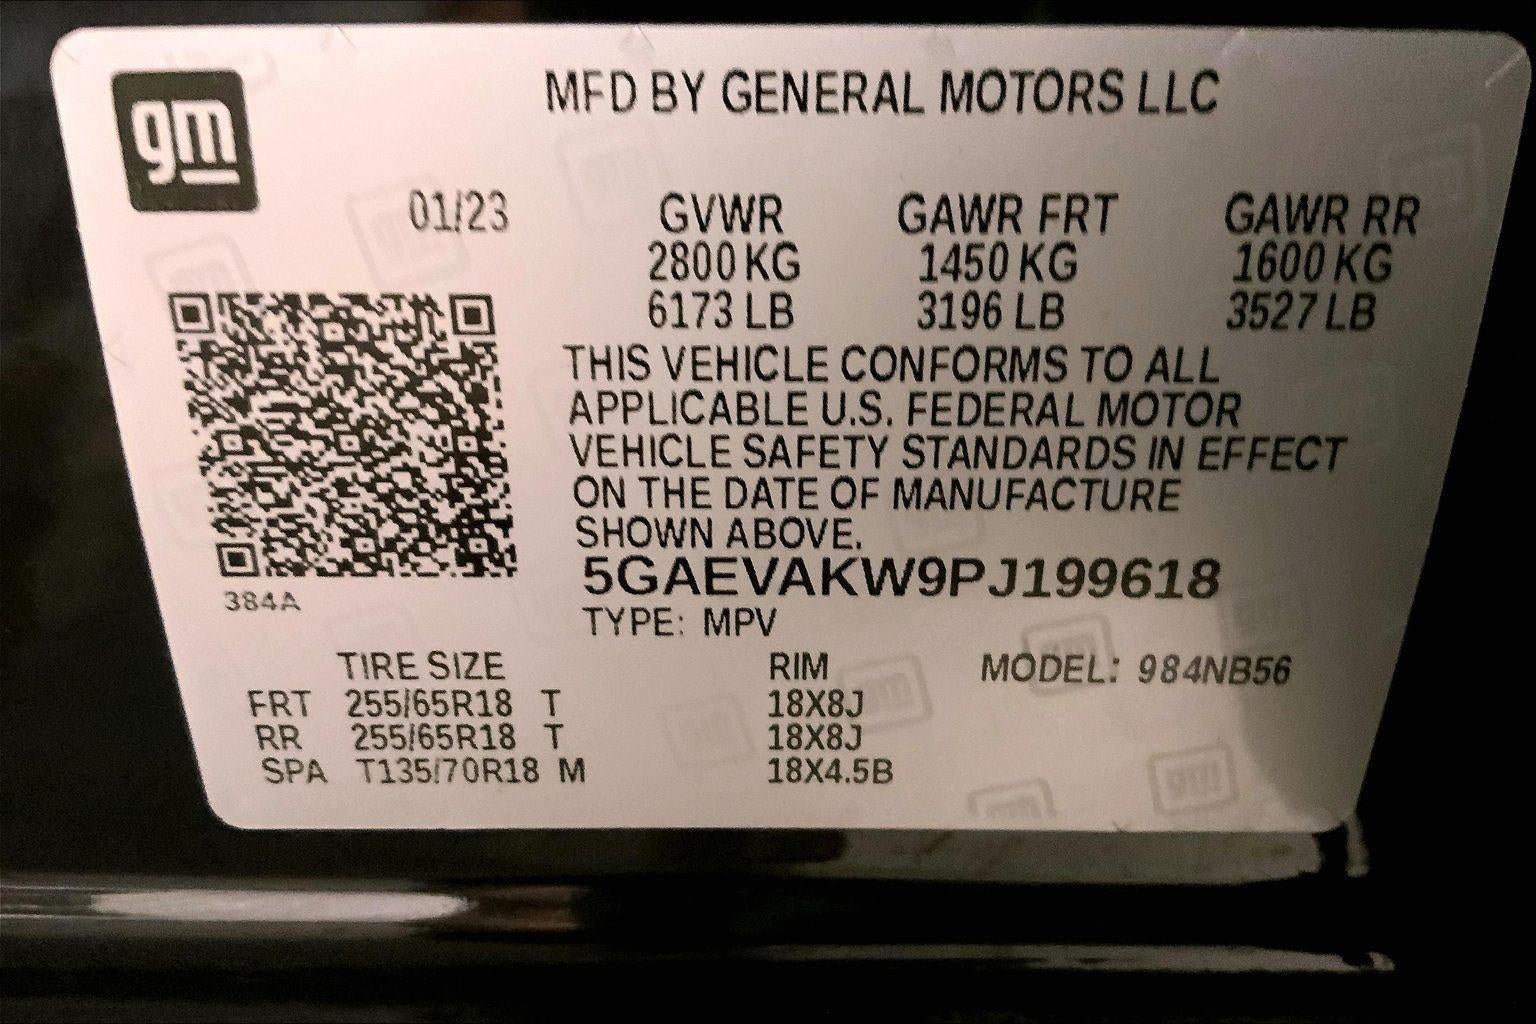 gm
MFD BY GENERAL MOTORS LLC
01/23
GVWR GAWR FRT GAWR RR
2800 KG 1450 KG 1600 KG
6173 LB 3196 LB 3527 LB
THIS VEHICLE CONFORMS TO ALL
APPLICABLE U.S. FEDERAL MOTOR
VEHICLE SAFETY STANDARDS IN EFFECT
ON THE DATE OF MANUFACTURE
SHOWN ABOVE.
5GAEVAKW9PJ199618
384A
TYPE: MPV
TIRE SIZE RIM MODEL: 984NB56
FRT 255/65R18 T 18X8J
RR 255/65R18 T 18X8J
SPA T135/70R18 M 18X4.5B